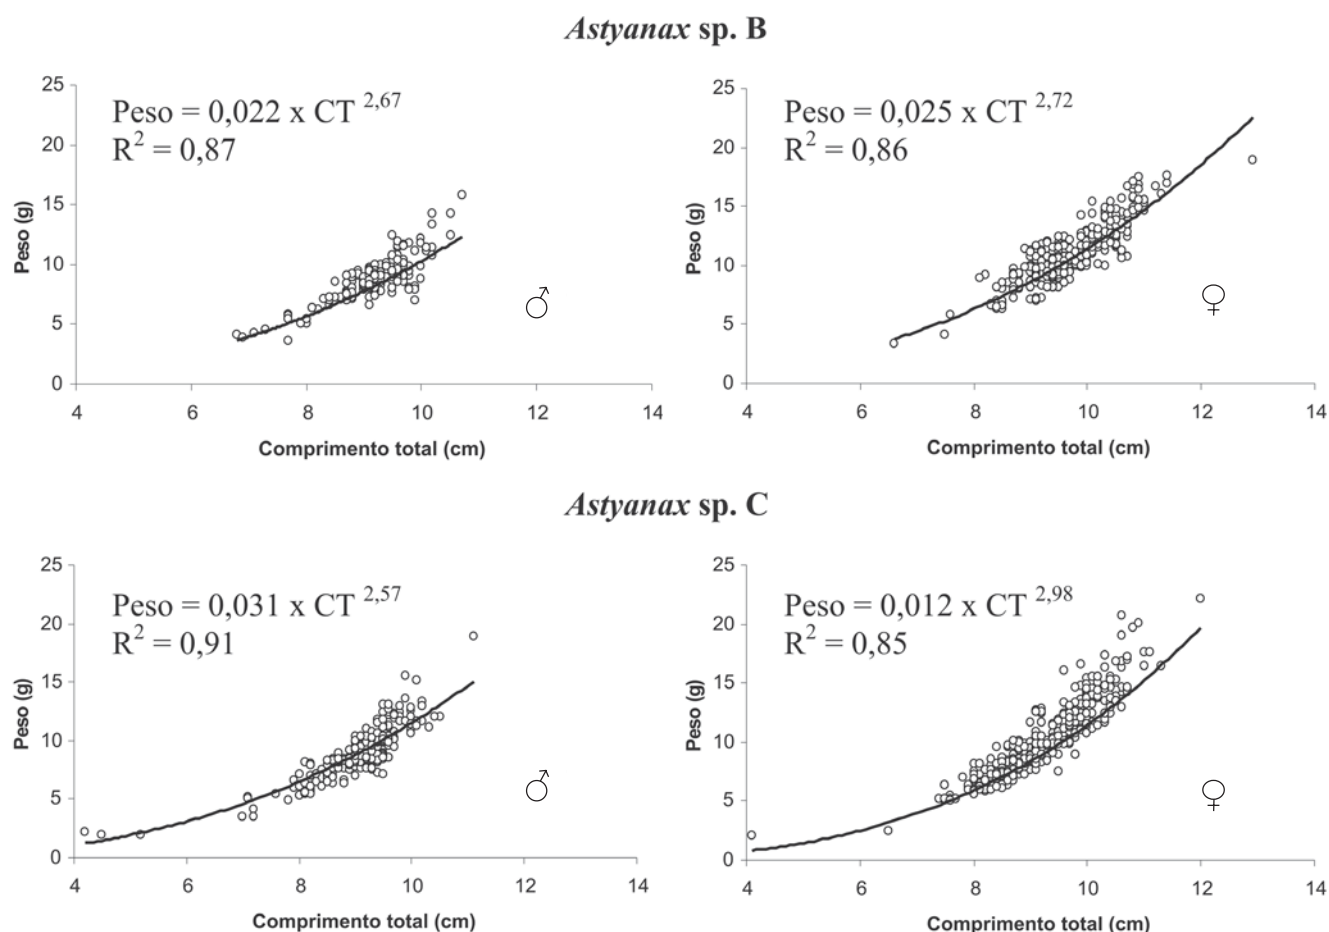 Astyanax sp. B
Peso = 0,022 x CT 2,67
R2 = 0,87
25
20
15
10
5
0
Peso (g)
4 6 8 10 12 14
Comprimento total (cm)
♂
Peso = 0,025 x CT 2,72
R2 = 0,86
25
20
15
10
5
0
Peso (g)
4 6 8 10 12 14
Comprimento total (cm)
♀
Astyanax sp. C
Peso = 0,031 x CT 2,57
R2 = 0,91
25
20
15
10
5
0
Peso (g)
4 6 8 10 12 14
Comprimento total (cm)
♂
Peso = 0,012 x CT 2,98
R2 = 0,85
25
20
15
10
5
0
Peso (g)
4 6 8 10 12 14
Comprimento total (cm)
♀